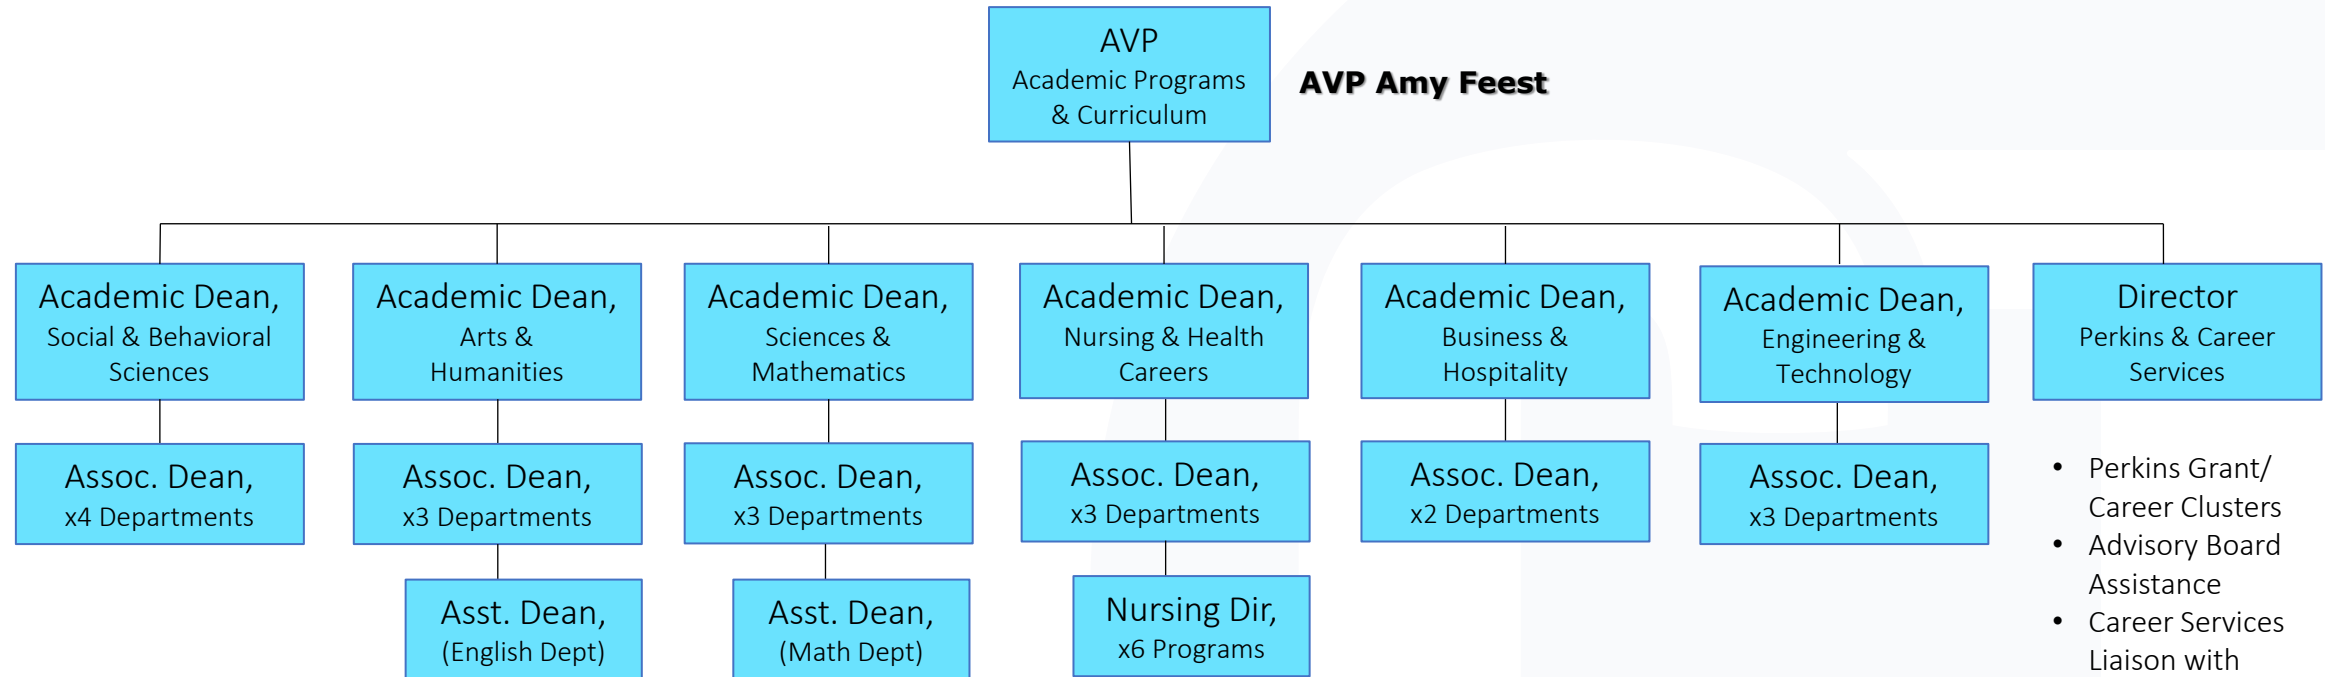 AVP
Academic Programs
& Curriculum
AVP Amy Feest
Academic Dean,
Social & Behavioral
Sciences
Academic Dean,
Arts &
Humanities
Academic Dean,
Sciences &
Mathematics
Academic Dean,
Nursing & Health
Careers
Academic Dean,
Business &
Hospitality
Academic Dean,
Engineering &
Technology
Director
Perkins & Career
Services
Assoc. Dean,
x4 Departments
Assoc. Dean,
x3 Departments
Assoc. Dean,
x3 Departments
Assoc. Dean,
x3 Departments
Assoc. Dean,
x2 Departments
Assoc. Dean,
x3 Departments
• Perkins Grant/
Career Clusters
• Advisory Board
Assistance
• Career Services
Liaison with
Asst. Dean,
(English Dept)
Asst. Dean,
(Math Dept)
Nursing Dir,
x6 Programs